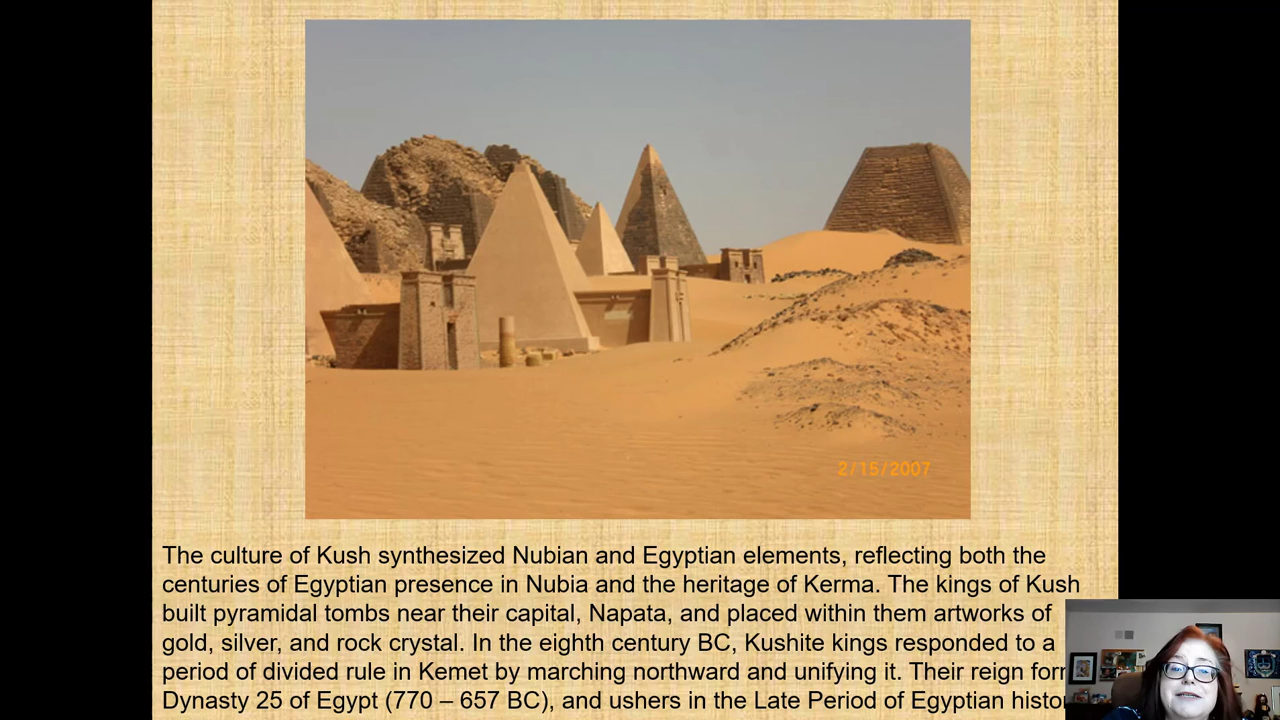 2/15/2007
The culture of Kush synthesized Nubian and Egyptian elements, reflecting both the
centuries of Egyptian presence in Nubia and the heritage of Kerma. The kings of Kush
built pyramidal tombs near their capital, Napata, and placed within them artworks of
gold, silver, and rock crystal. In the eighth century BC, Kushite kings responded to a
period of divided rule in Kemet by marching northward and unifying it. Their reign
Dynasty 25 of Egypt (770 – 657 BC), and ushers in the Late Period of Egyptian